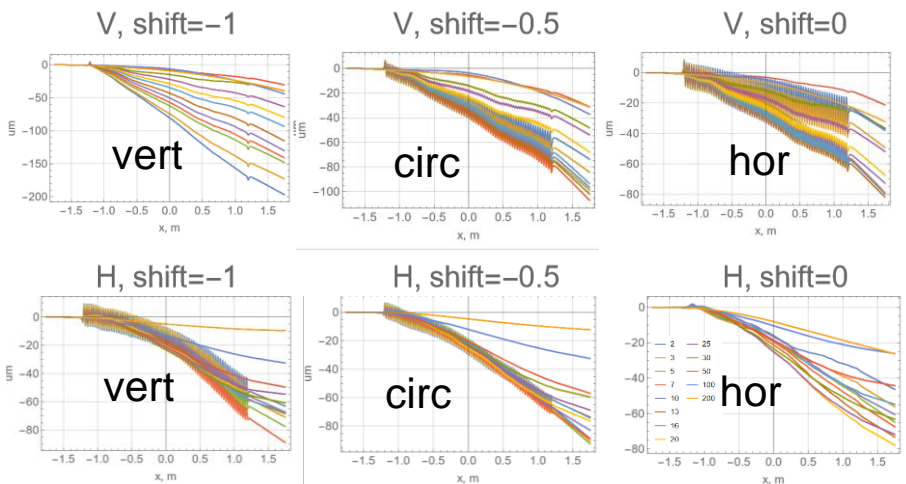 V, shift=−1
V, shift=−0.5
V, shift=0
0
−50
−100
−150
−200
um
vert
−1.5 −1.0 −0.5 0.0 0.5 1.0 1.5
x, m
0
−20
−40
−60
−80
−100
um
circ
−1.5 −1.0 −0.5 0.0 0.5 1.0 1.5
x, m
0
−20
−40
−60
−80
um
hor
−1.5 −1.0 −0.5 0.0 0.5 1.0 1.5
x, m
H, shift=−1
H, shift=−0.5
H, shift=0
0
−20
−40
−60
−80
um
vert
−1.5 −1.0 −0.5 0.0 0.5 1.0 1.5
x, m
0
−20
−40
−60
−80
um
circ
−1.5 −1.0 −0.5 0.0 0.5 1.0 1.5
x, m
0
−20
−40
−60
−80
um
2 25
3 30
5 50
7 100
10 200
13
16
20
hor
−1.5 −1.0 −0.5 0.0 0.5 1.0 1.5
x, m